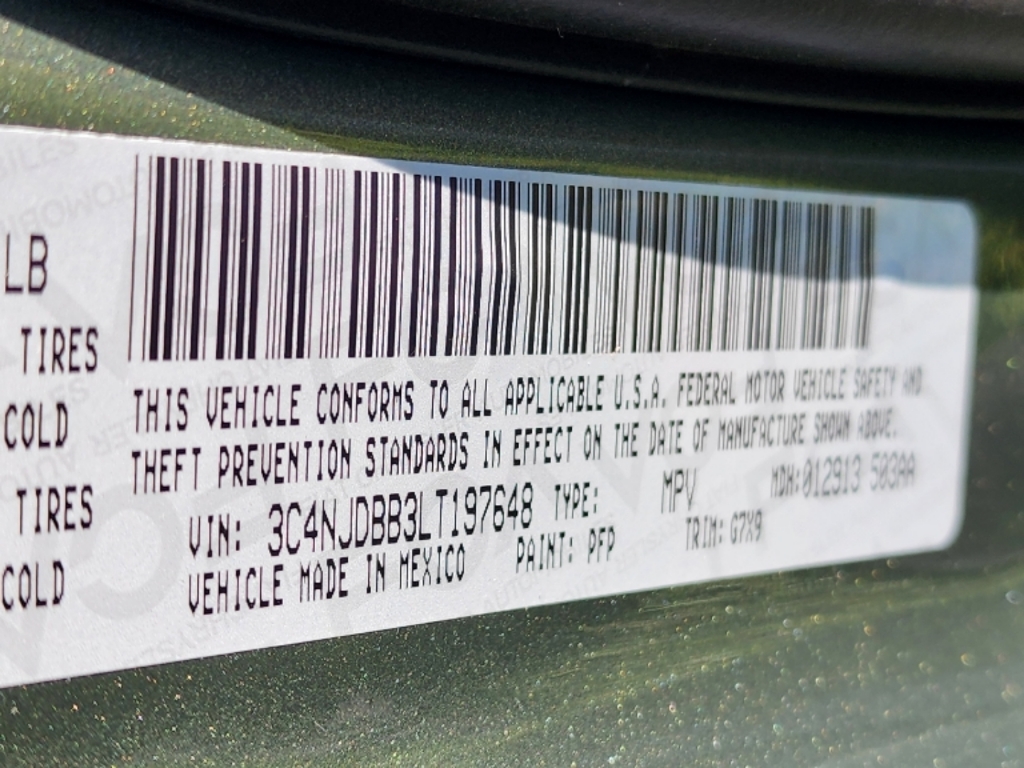 LB
TIRES
COLD
TIRES
COLD
THIS VEHICLE CONFORMS TO ALL APPLICABLE U.S.A. FEDERAL MOTOR VEHICLE SAFETY AND
THEFT PREVENTION STANDARDS IN EFFECT ON THE DATE OF MANUFACTURE SHOWN ABOVE.
VIN: 3C4NJDBB3LT197648 TYPE: MPV MDH:012913 503AA
VEHICLE MADE IN MEXICO PAINT: PFP TRIM: G7X9